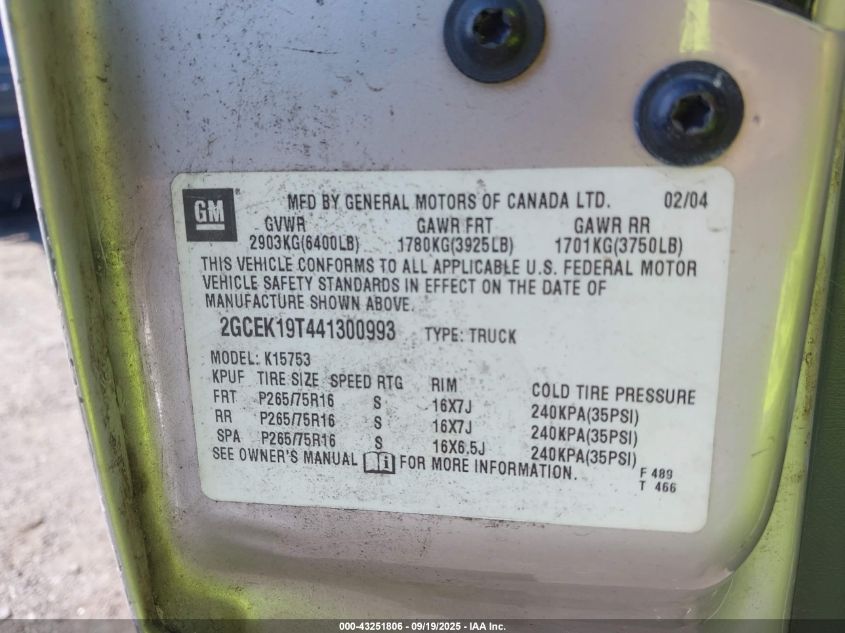 GM
MFD BY GENERAL MOTORS OF CANADA LTD. 02/04
GVWR GAWR FRT GAWR RR
2903KG(6400LB) 1780KG(3925LB) 1701KG(3750LB)
THIS VEHICLE CONFORMS TO ALL APPLICABLE U.S. FEDERAL MOTOR
VEHICLE SAFETY STANDARDS IN EFFECT ON THE DATE OF
MANUFACTURE SHOWN ABOVE.
2GCEK19T441300993 TYPE: TRUCK
MODEL: K15753
KPUF TIRE SIZE SPEED RTG RIM COLD TIRE PRESSURE
FRT P265/75R16 S 16X7J 240KPA(35PSI)
RR P265/75R16 S 16X7J 240KPA(35PSI)
SPA P265/75R16 S 16X6.5J 240KPA(35PSI)
SEE OWNER'S MANUAL i FOR MORE INFORMATION.
F 489
T 466
000-43251806 - 09/19/2025 - IAA Inc.